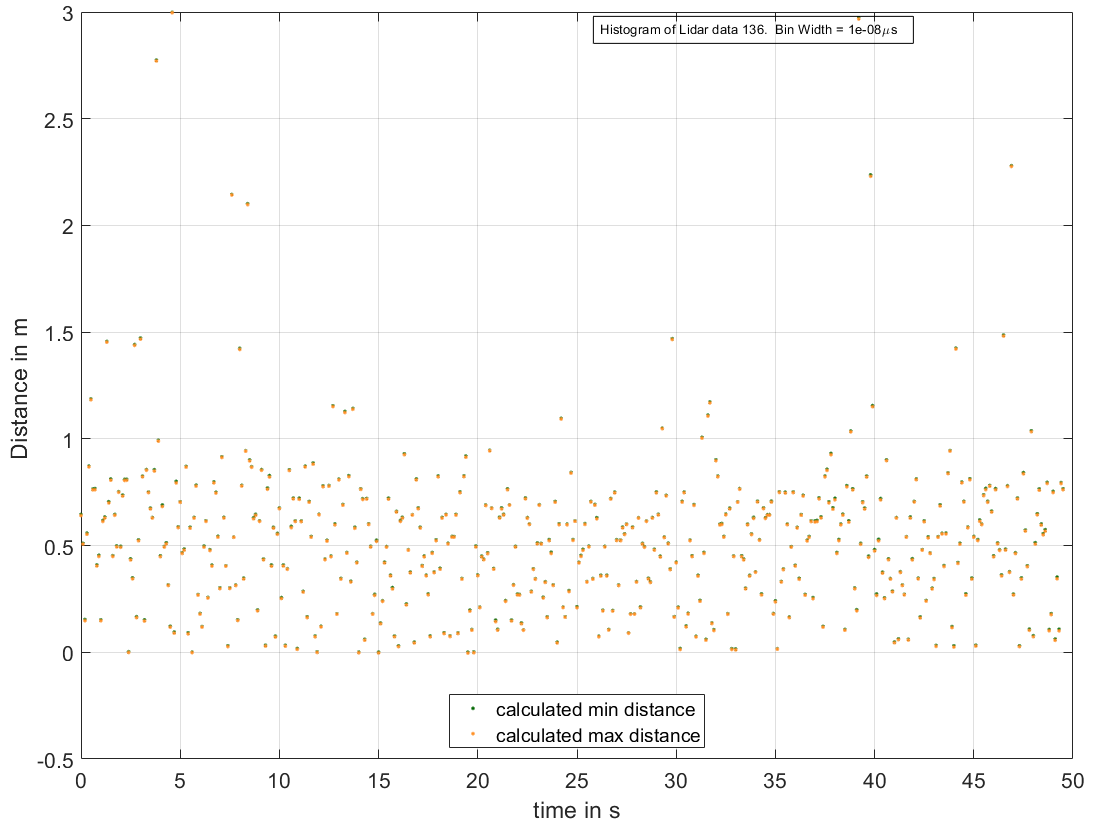 3
Histogram of Lidar data 136. Bin Width = 1e-08μs
2.5
2
1.5
1
0.5
0
-0.5
Distance in m
calculated min distance
calculated max distance
0 5 10 15 20 25 30 35 40 45 50
time in s